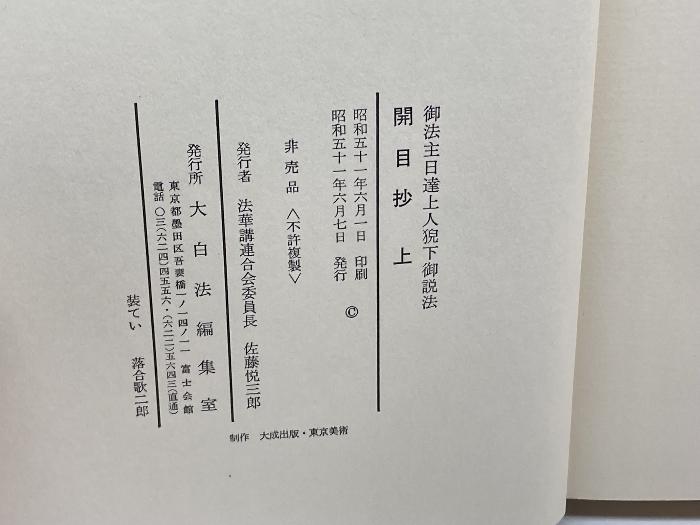 御法主日達上人猊下御説法
開目抄 上
昭和五十一年六月一日 印刷
昭和五十一年六月七日 発行
©
非売品 〈不許複製〉
発行者 法華講連合会委員長 佐藤悦三郎
発行所 大白法編集室
東京都墨田区吾妻橋一ノ一四ノ一一 富士会館
電話 〇三(六二四)四五五六・(六二二)五六四三(直通)
装てい 落合歌二郎
制作 大成出版・東京美術